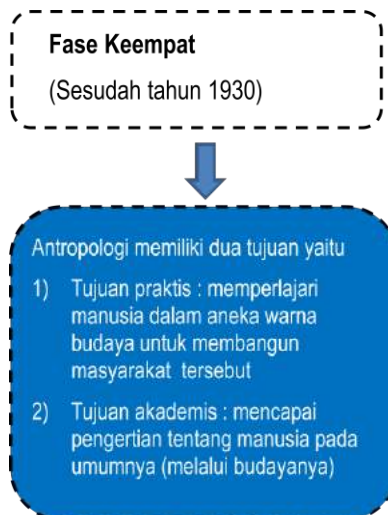 Fase Keempat
(Sesudah tahun 1930)
Antropologi memiliki dua tujuan yaitu
1) Tujuan praktis : memperlajari
manusia dalam aneka warna
budaya untuk membangun
masyarakat tersebut
2) Tujuan akademis : mencapai
pengertian tentang manusia pada
umumnya (melalui budayanya)